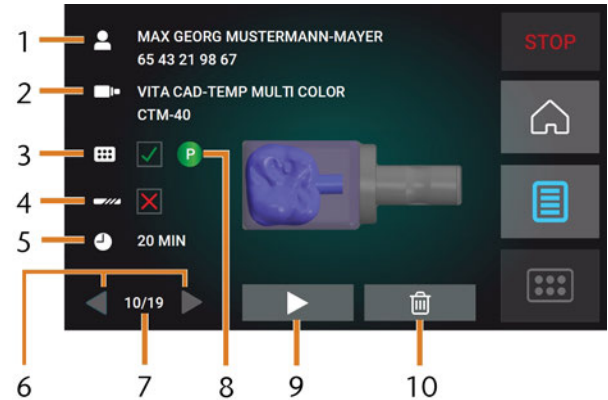 1
MAX GEORG MUSTERMANN-MAYER
65 43 21 98 67
STOP
2
VITA CAD-TEMP MULTI COLOR
CTM-40
3
P
4
5
20 MIN
10/19
6
7
8
9
10